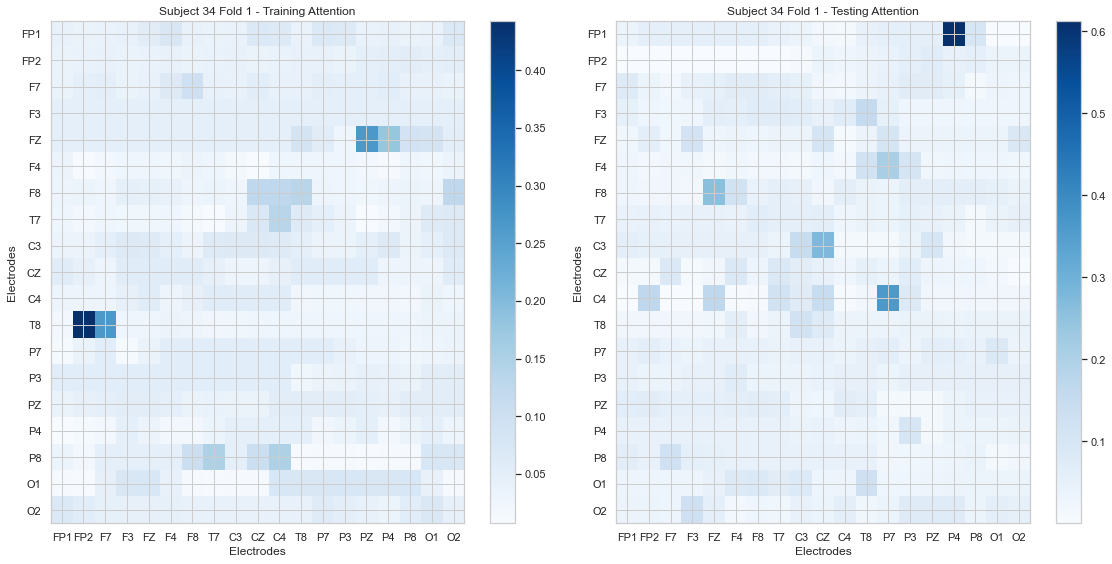 Subject 34 Fold 1 - Training Attention
FP1
FP2
F7
F3
FZ
F4
F8
T7
C3
CZ
C4
T8
P7
P3
PZ
P4
P8
O1
O2
Electrodes
FP1 FP2 F7 F3 FZ F4 F8 T7 C3 CZ C4 T8 P7 P3 PZ P4 P8 O1 O2
Electrodes
0.40
0.35
0.30
0.25
0.20
0.15
0.10
0.05
Subject 34 Fold 1 - Testing Attention
FP1
FP2
F7
F3
FZ
F4
F8
T7
C3
CZ
C4
T8
P7
P3
PZ
P4
P8
O1
O2
Electrodes
FP1 FP2 F7 F3 FZ F4 F8 T7 C3 CZ C4 T8 P7 P3 PZ P4 P8 O1 O2
Electrodes
0.6
0.5
0.4
0.3
0.2
0.1